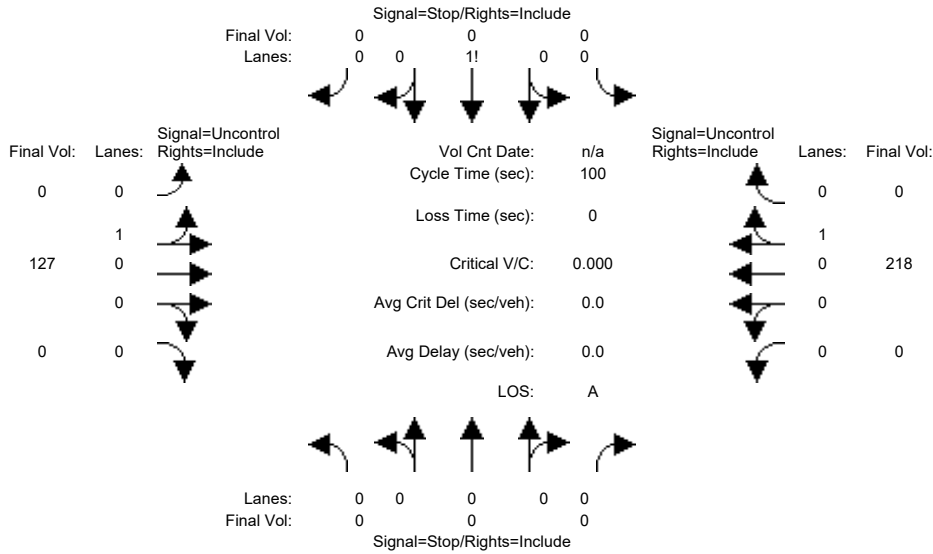 Signal=Stop/Rights=Include
Final Vol: 0 0 0
Lanes: 0 0 1! 0 0
Signal=Uncontrol Signal=Uncontrol
Final Vol: Lanes: Rights=Include Vol Cnt Date: n/a Rights=Include Lanes: Final Vol:
Cycle Time (sec): 100
0 0 0 0
Loss Time (sec): 0
1 1
127 0 Critical V/C: 0.000 0 218
0 Avg Crit Del (sec/veh): 0.0 0
0 0 Avg Delay (sec/veh): 0.0 0 0
LOS: A
Lanes: 0 0 0 0 0
Final Vol: 0 0 0
Signal=Stop/Rights=Include